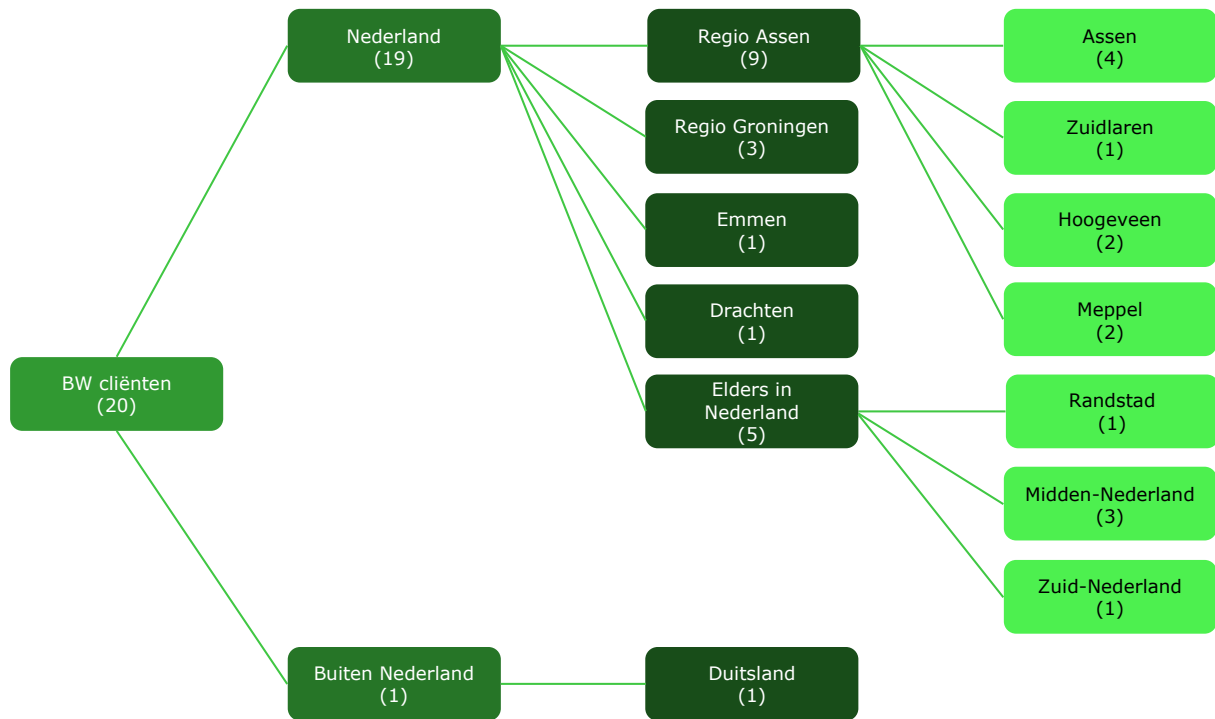 Nederland
(19)
Regio Assen
(9)
Assen
(4)
Regio Groningen
(3)
Zuidlaren
(1)
Emmen
(1)
Hoogeveen
(2)
Drachten
(1)
Meppel
(2)
BW cliënten
(20)
Elders in
Nederland
(5)
Randstad
(1)
Midden-Nederland
(3)
Zuid-Nederland
(1)
Buiten Nederland
(1)
Duitsland
(1)